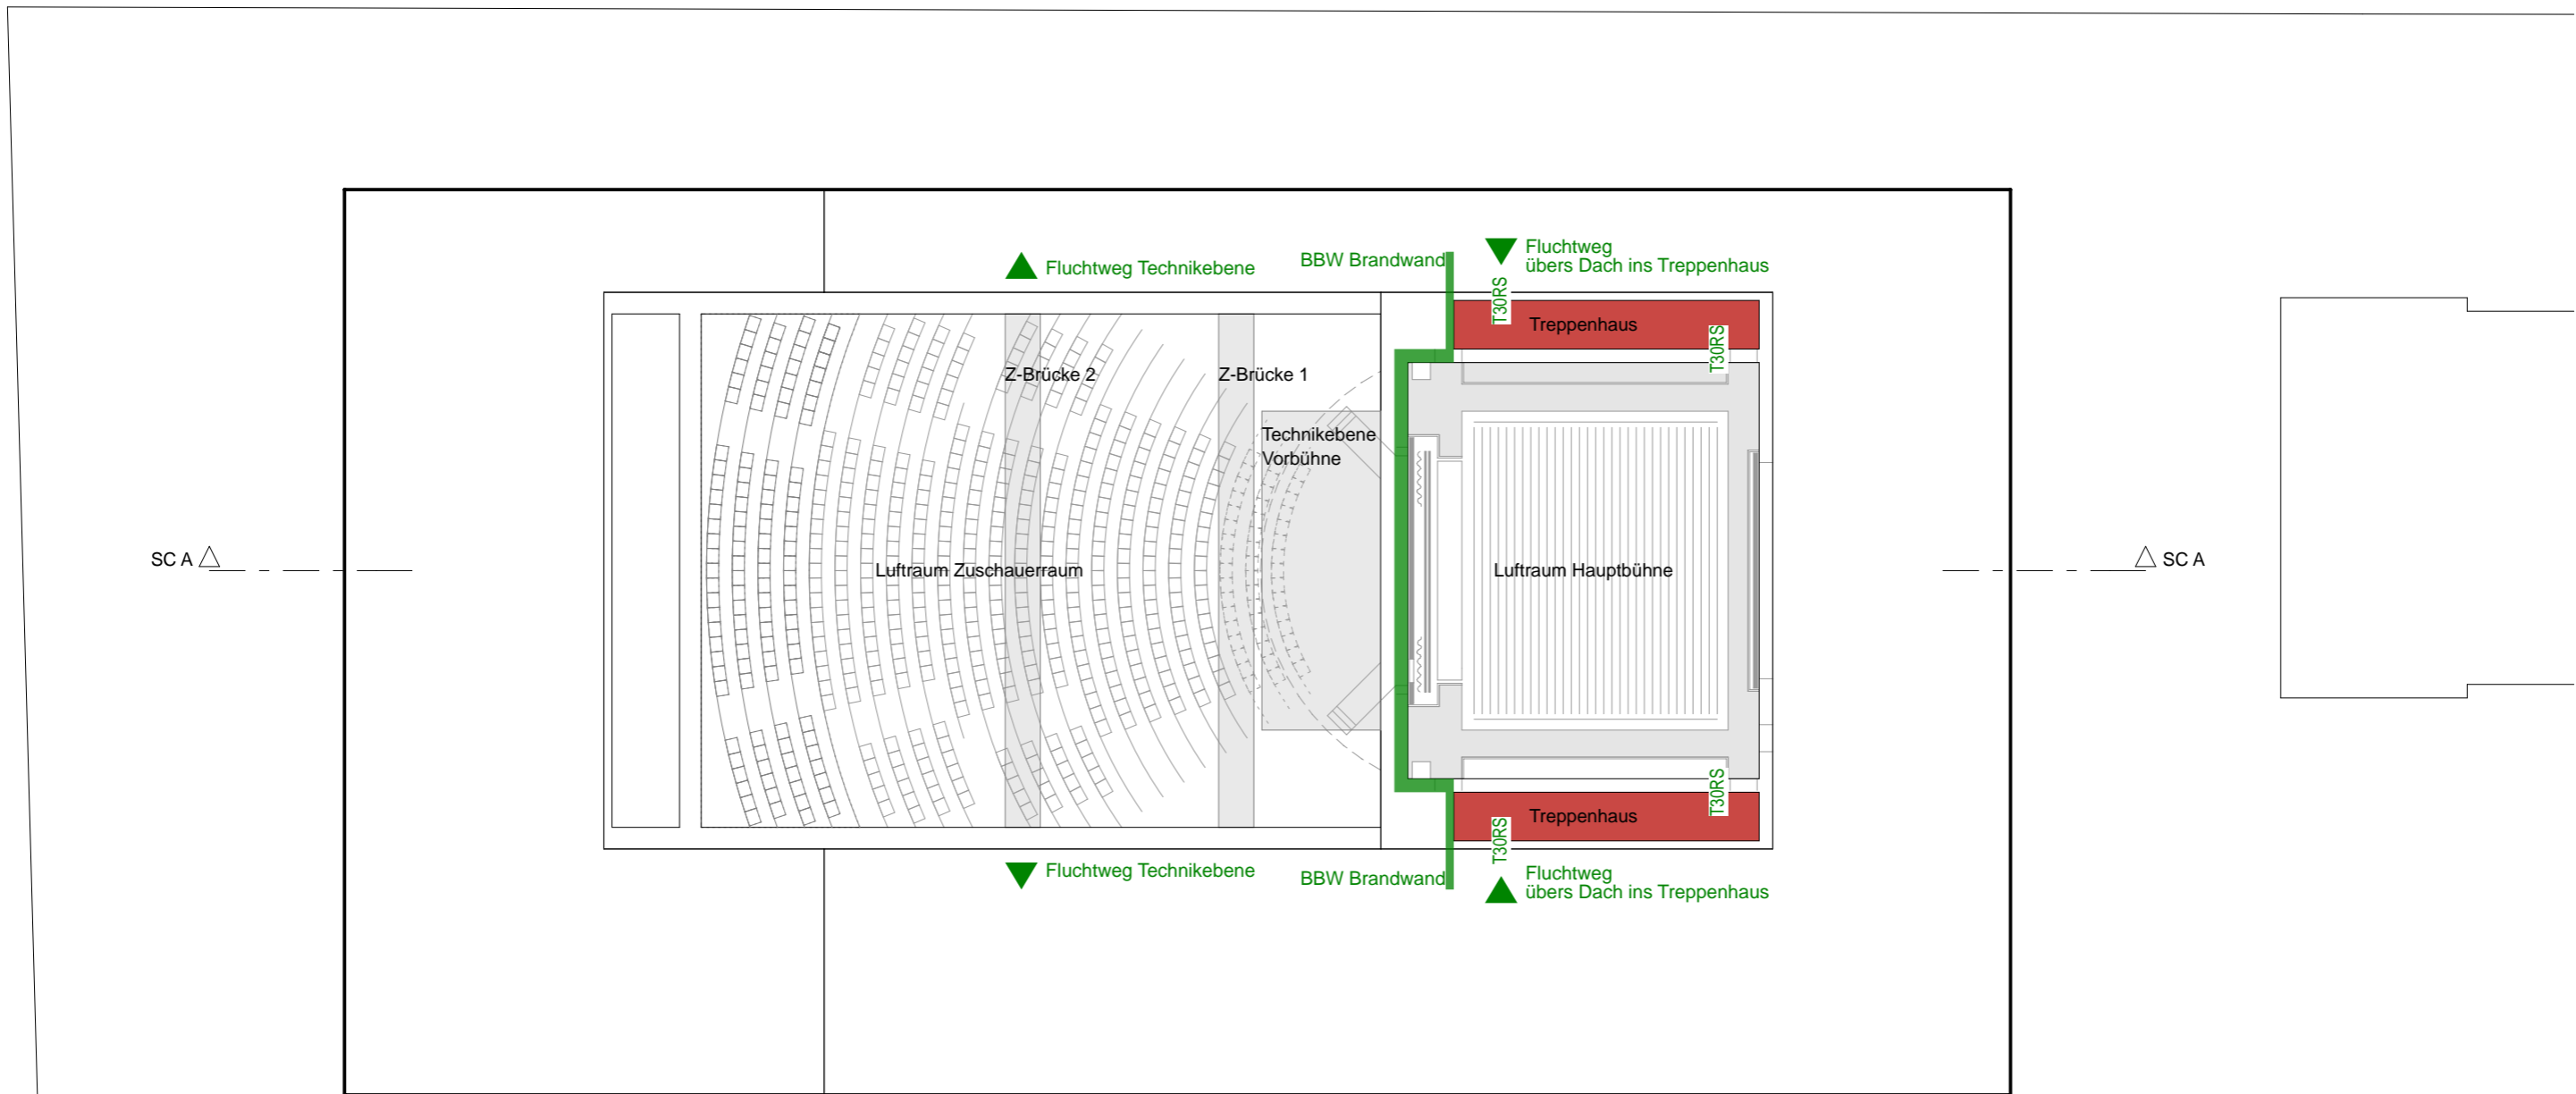 Fluchtweg
übers Dach ins Treppenhaus
BBW Brandwand
Fluchtweg Technikebene
T30RS
Treppenhaus
T30RS
Z-Brücke 2
Z-Brücke 1
Technikebene
Vorbühne
SC A
Luftraum Zuschauerraum
Luftraum Hauptbühne
SC A
T30RS
Treppenhaus
T30RS
Fluchtweg Technikebene
BBW Brandwand
Fluchtweg
übers Dach ins Treppenhaus